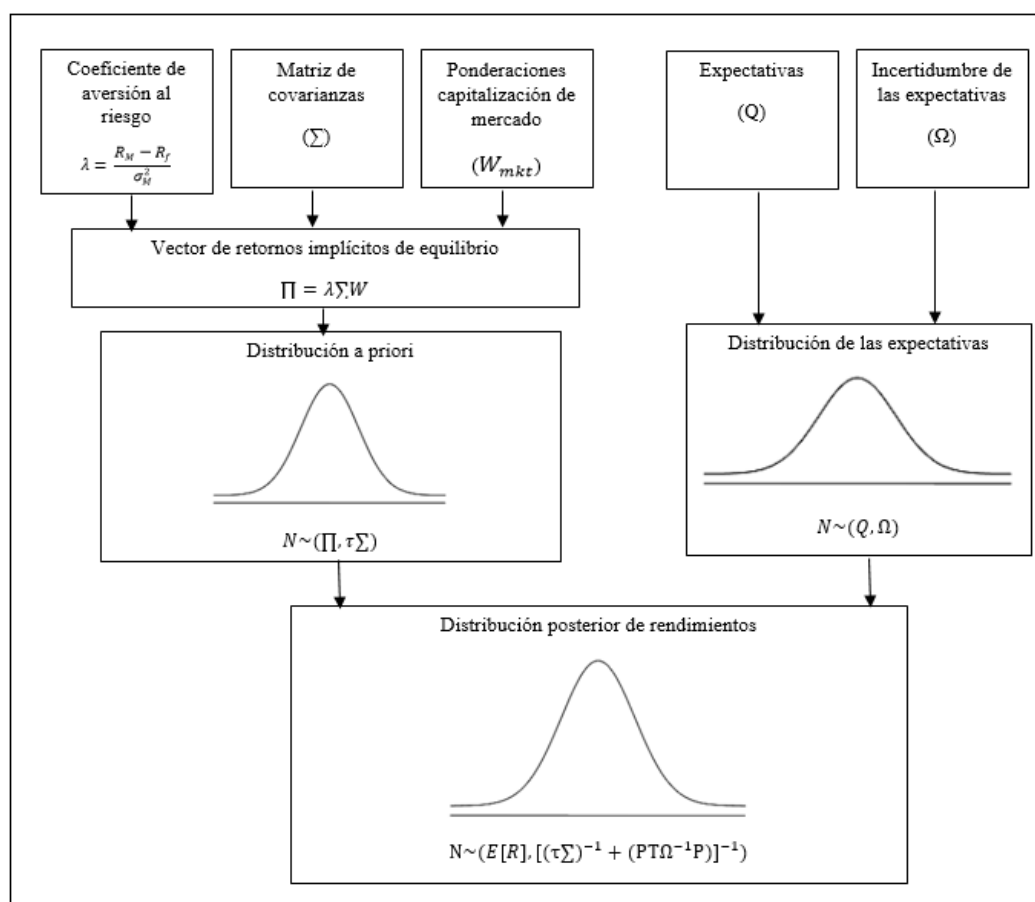 Coeficiente de
aversión al
riesgo
λ = (R_M − R_f) / σ_M^2
Matriz de
covarianzas
(∑)
Ponderaciones
capitalización de
mercado
(W_mkt)
Expectativas
(Q)
Incertidumbre de
las expectativas
(Ω)
Vector de retornos implícitos de equilibrio
∏ = λ∑W
Distribución a priori
N~(∏, τ∑)
Distribución de las expectativas
N~(Q, Ω)
Distribución posterior de rendimientos
N~(E[R], [(τ∑)⁻¹ + (PTΩ⁻¹P)]⁻¹)